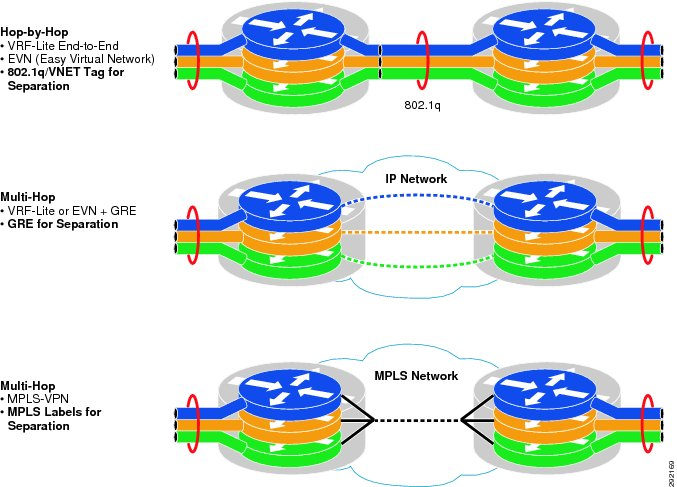 Hop-by-Hop
• VRF-Lite End-to-End
• EVN (Easy Virtual Network)
• 802.1q/VNET Tag for
Separation
802.1q
Multi-Hop
• VRF-Lite or EVN + GRE
• GRE for Separation
IP Network
Multi-Hop
• MPLS-VPN
• MPLS Labels for
Separation
MPLS Network
292169